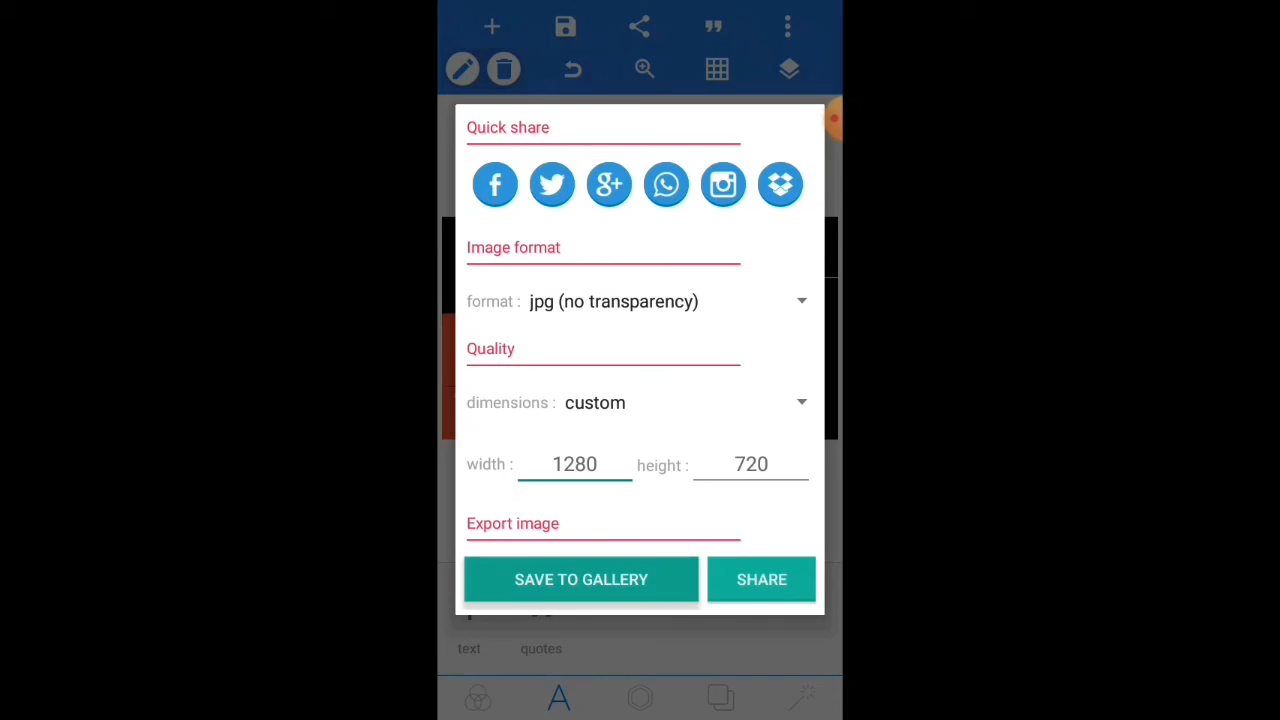 Quick share
Image format
format : jpg (no transparency)
Quality
dimensions : custom
width : 1280 height : 720
Export image
SAVE TO GALLERY SHARE
text quotes